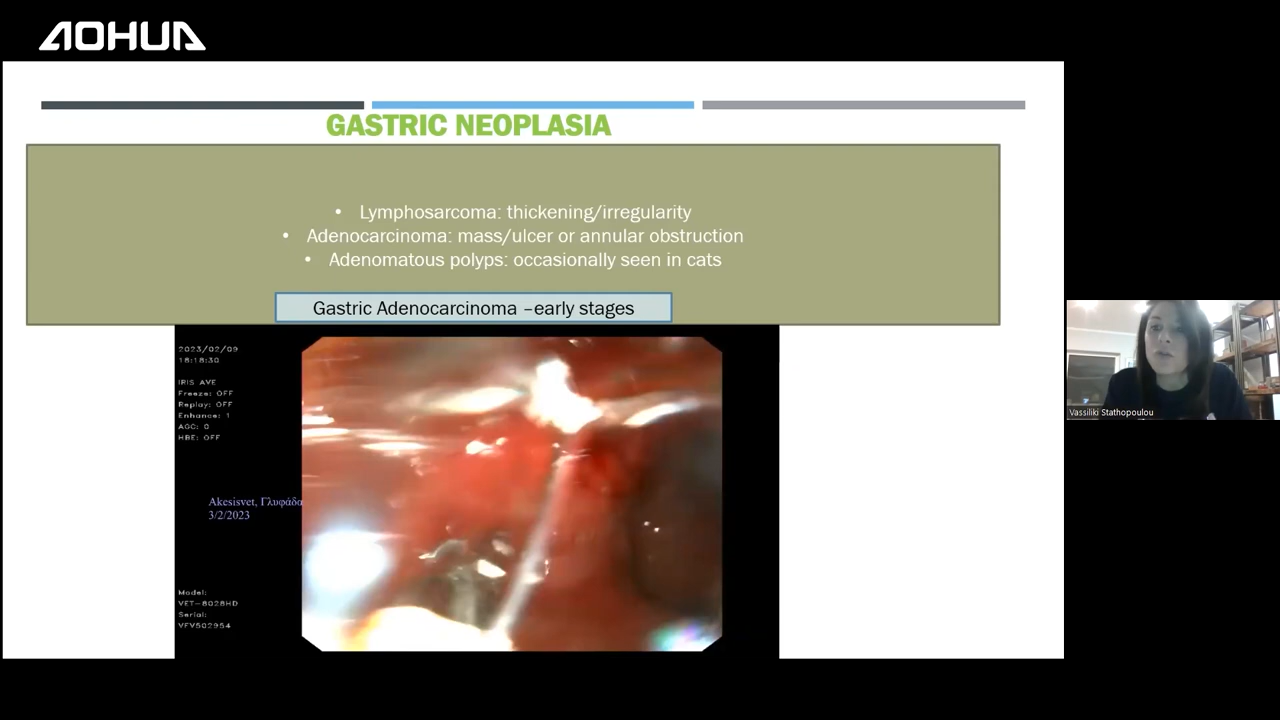 AOHUA
GASTRIC NEOPLASIA
• Lymphosarcoma: thickening/irregularity
• Adenocarcinoma: mass/ulcer or annular obstruction
• Adenomatous polyps: occasionally seen in cats
Gastric Adenocarcinoma –early stages
2023/02/09
18:18:30
IRIS AVE
Freeze: OFF
Replay: OFF
Enhance: 1
AGC: 0
HBE: OFF
Akesisvet, Γλυφάδα
3/2/2023
Model:
VET-8028HD
Serial:
VFV502954
Vassiliki Stathopoulou